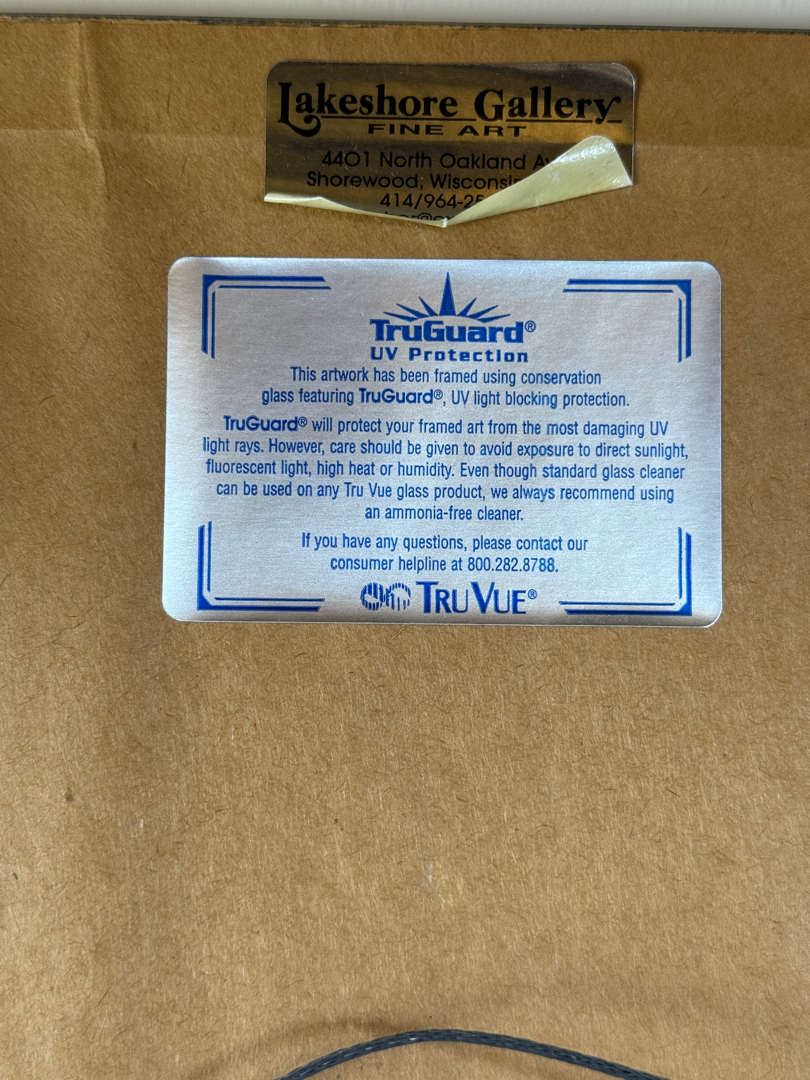 Lakeshore Gallery
FINE ART
4401 North Oakland
Shorewood, Wisconsin
414/964-25
TruGuard®
UV Protection
This artwork has been framed using conservation
glass featuring TruGuard®, UV light blocking protection.
TruGuard® will protect your framed art from the most damaging UV
light rays. However, care should be given to avoid exposure to direct sunlight,
fluorescent light, high heat or humidity. Even though standard glass cleaner
can be used on any Tru Vue glass product, we always recommend using
an ammonia-free cleaner.
If you have any questions, please contact our
consumer helpline at 800.282.8788.
TRU VUE®